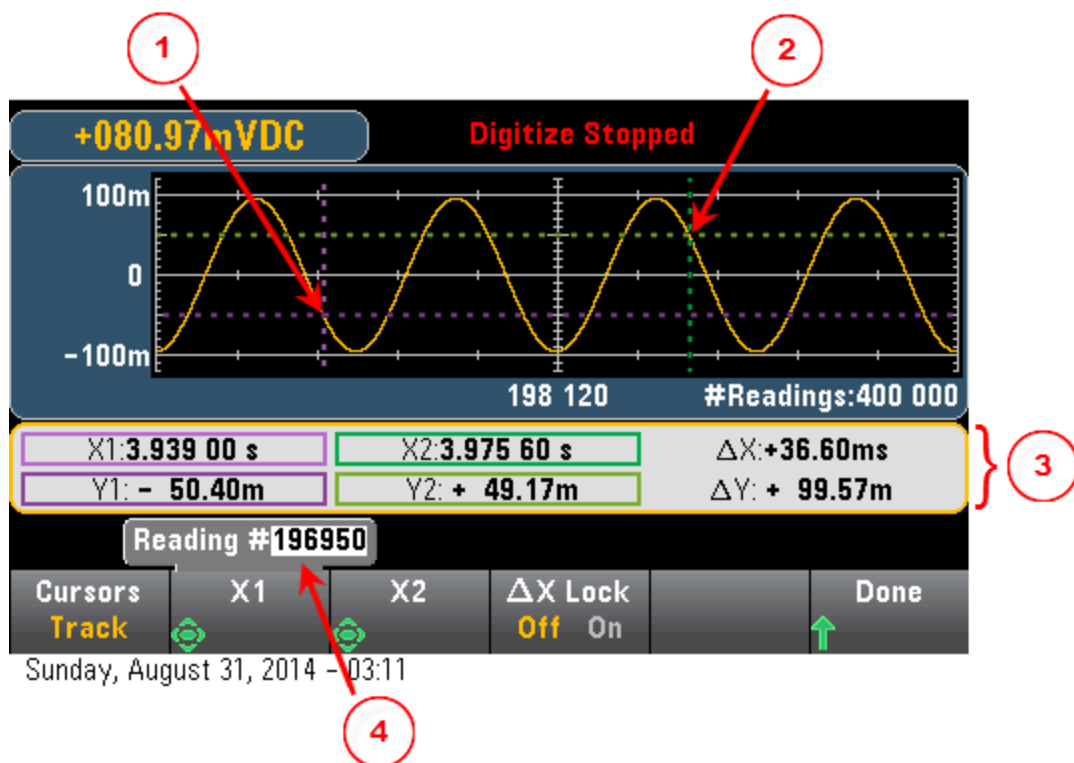 1
2
+080.97mVDC
Digitize Stopped
100m
0
-100m
198 120 #Readings:400 000
X1:3.939 00 s X2:3.975 60 s ΔX:+36.60ms
Y1: - 50.40m Y2: + 49.17m ΔY: + 99.57m
3
Reading #196950
Cursors X1 X2 ΔX Lock Done
Track Off On
Sunday, August 31, 2014 - 03:11
4